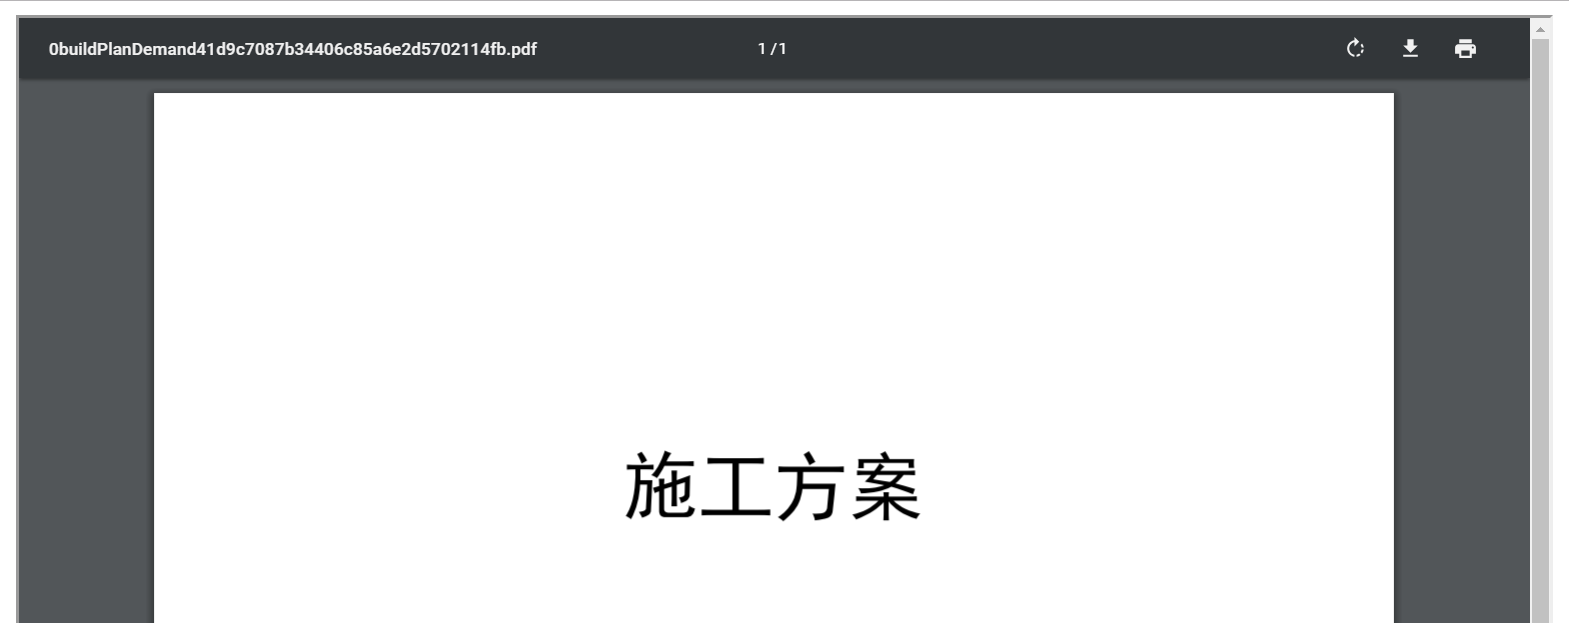 0buildPlanDemand41d9c7087b34406c85a6e2d5702114fb.pdf
1 / 1
施工方案